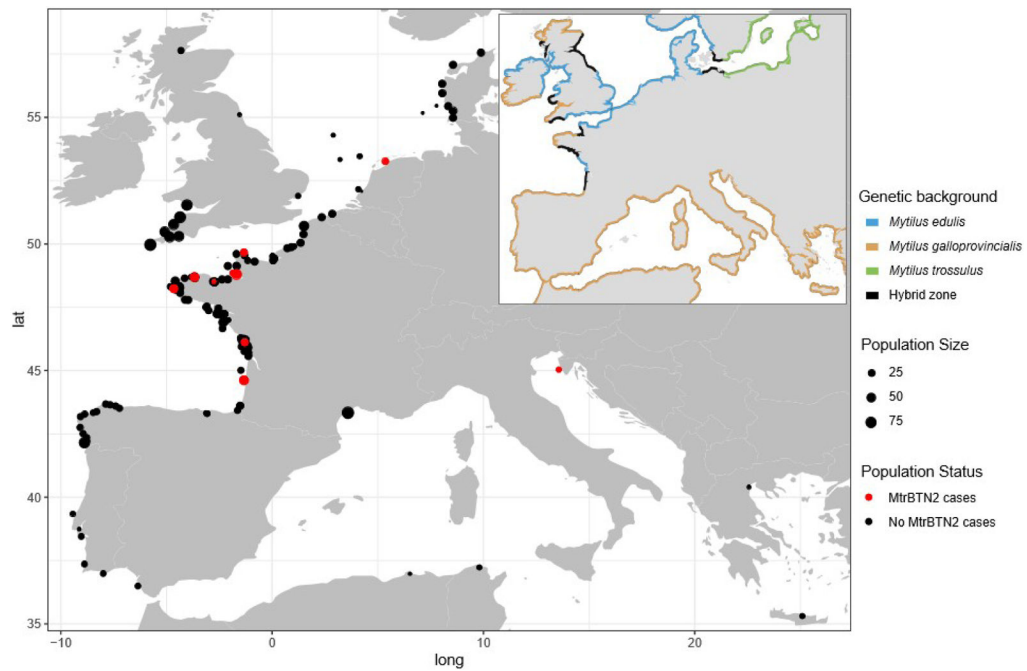 Genetic background
Mytilus edulis
Mytilus galloprovincialis
Mytilus trossulus
Hybrid zone
Population Size
25
50
75
Population Status
MtrBTN2 cases
No MtrBTN2 cases
lat
55
50
45
40
35
−10
0
10
20
long